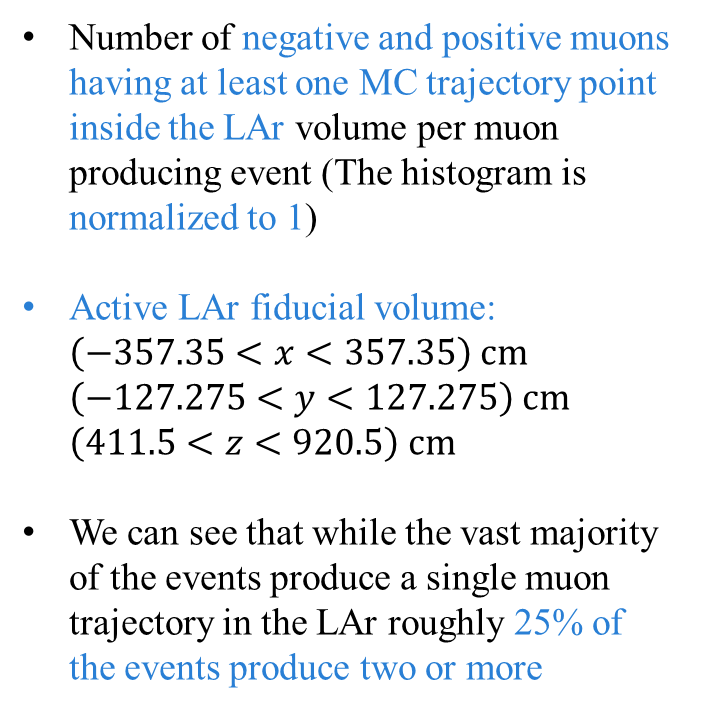 • Number of negative and positive muons
having at least one MC trajectory point
inside the LAr volume per muon
producing event (The histogram is
normalized to 1)
• Active LAr fiducial volume:
(−357.35 < x < 357.35) cm
(−127.275 < y < 127.275) cm
(411.5 < z < 920.5) cm
• We can see that while the vast majority
of the events produce a single muon
trajectory in the LAr roughly 25% of
the events produce two or more